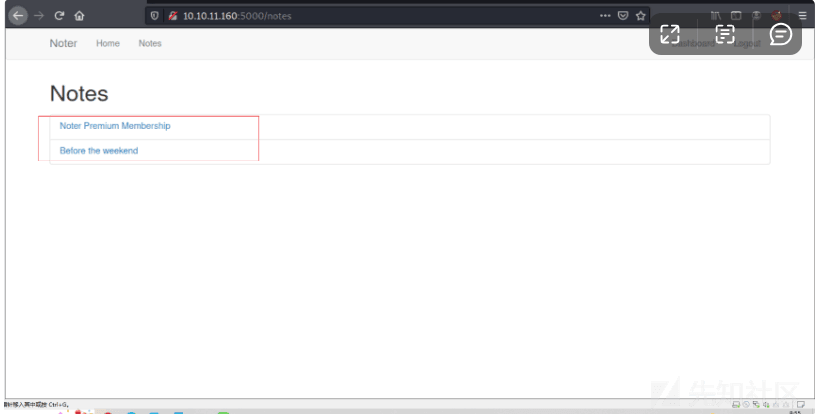 10.10.11.160:5000/notes
Noter Home Notes Dashboard Logout
Notes
Noter Premium Membership
Before the weekend
先知社区